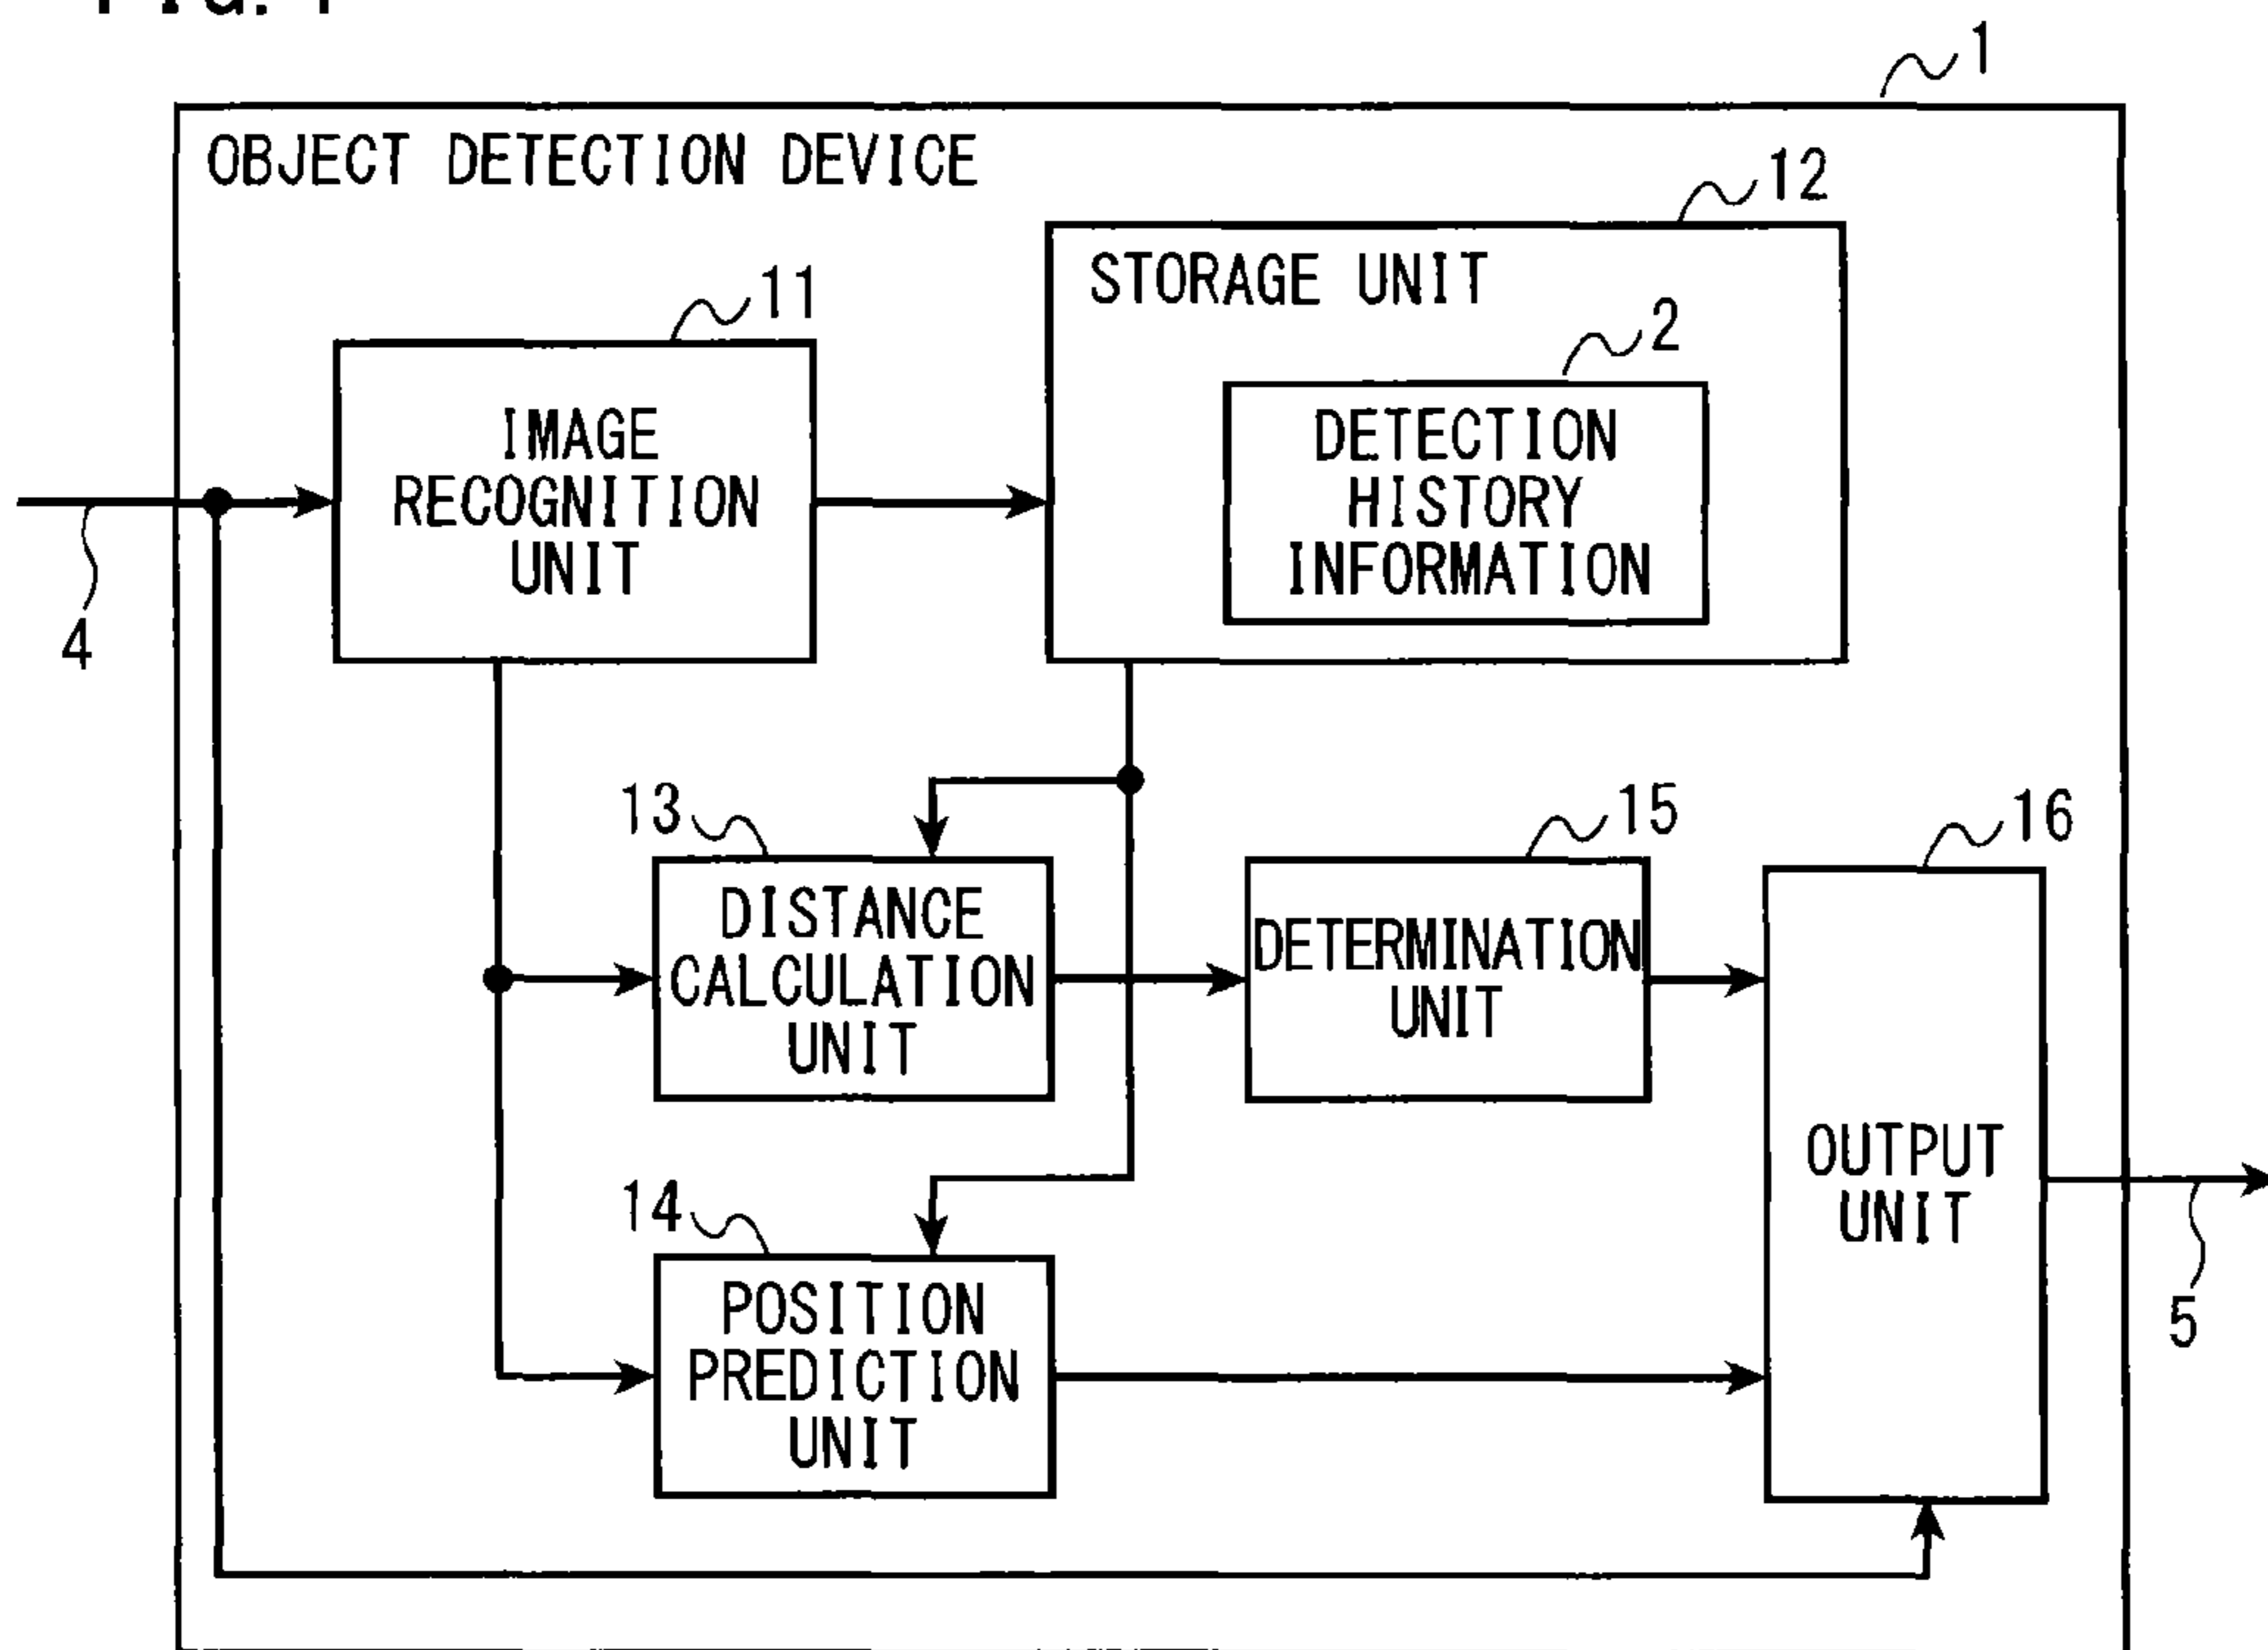 1
OBJECT DETECTION DEVICE
12
STORAGE UNIT
11
2
IMAGE
RECOGNITION
UNIT
DETECTION
HISTORY
INFORMATION
4
13
15
16
DISTANCE
CALCULATION
UNIT
DETERMINATION
UNIT
OUTPUT
UNIT
14
5
POSITION
PREDICTION
UNIT